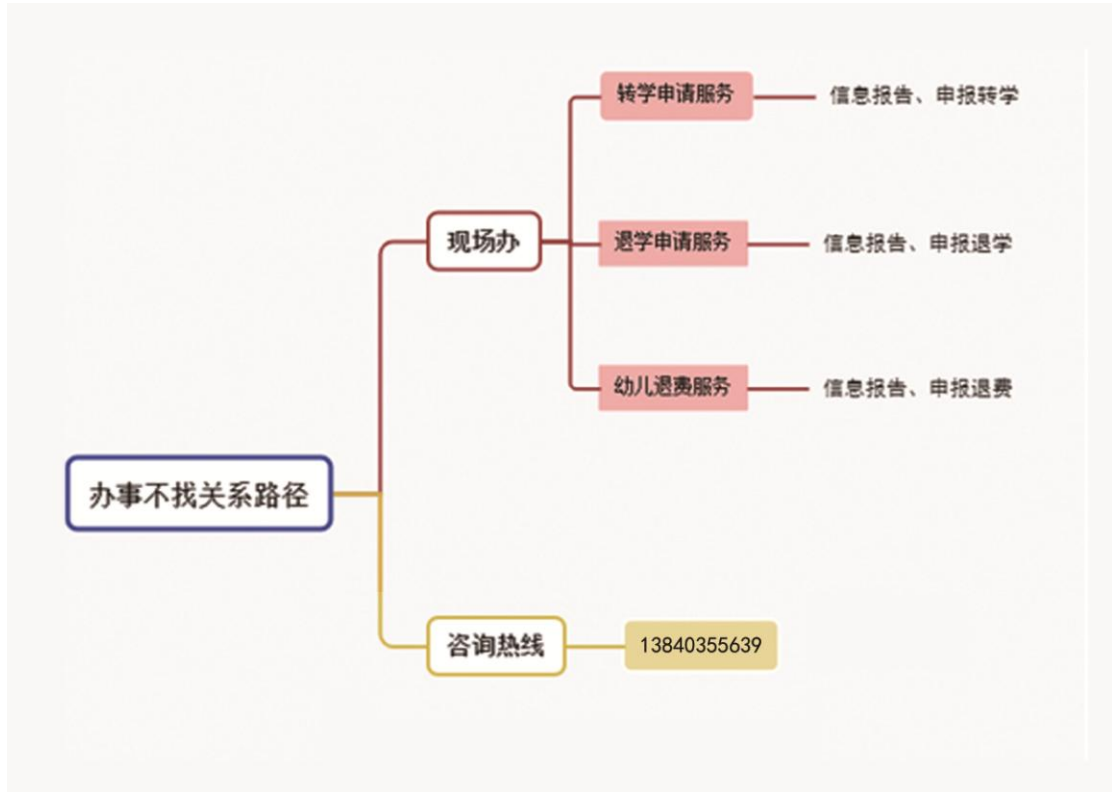 转学申请服务
信息报告、申报转学
现场办
退学申请服务
信息报告、申报退学
幼儿退费服务
信息报告、申报退费
办事不找关系路径
咨询热线
13840355639